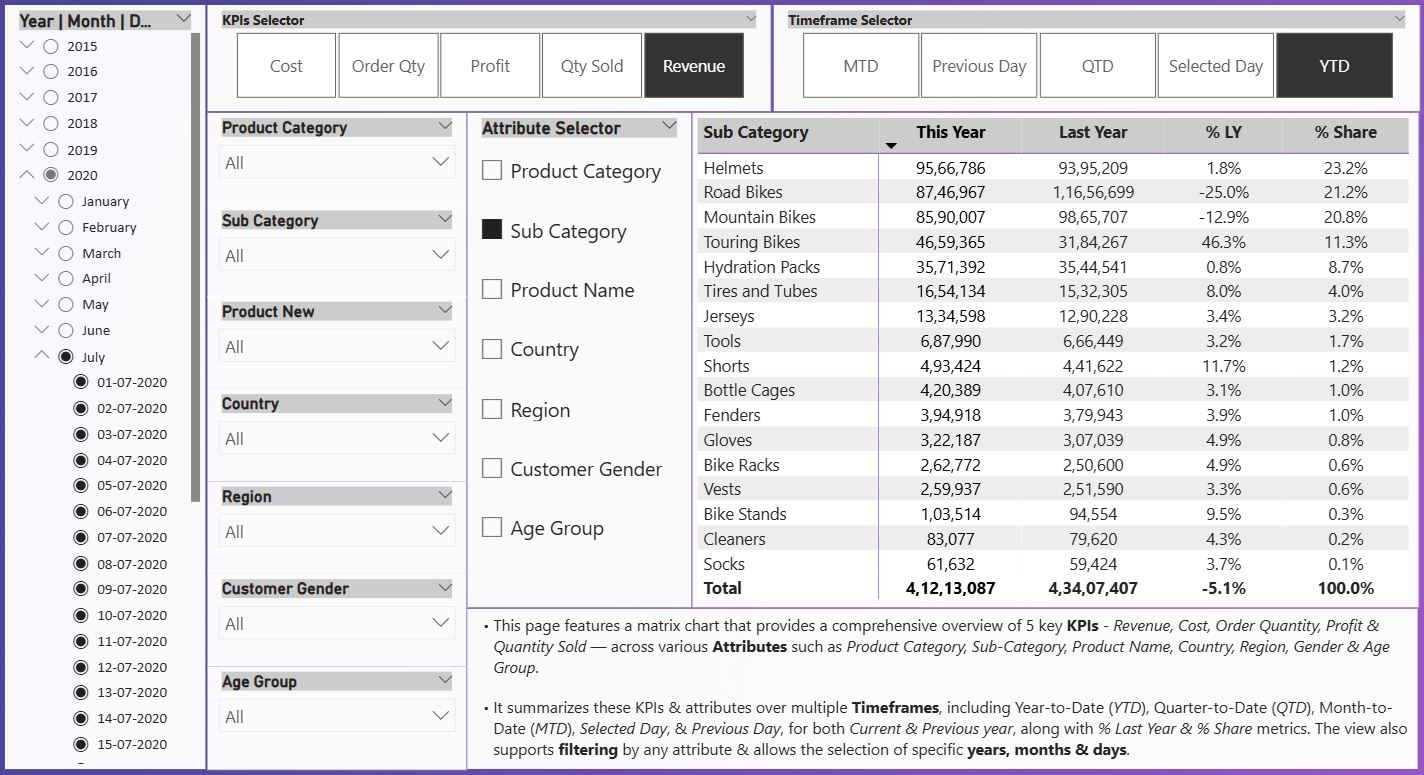 Year | Month | D...
2015
2016
2017
2018
2019
2020
January
February
March
April
May
June
July
01-07-2020
02-07-2020
03-07-2020
04-07-2020
05-07-2020
06-07-2020
07-07-2020
08-07-2020
09-07-2020
10-07-2020
11-07-2020
12-07-2020
13-07-2020
14-07-2020
15-07-2020
KPIs Selector
Cost Order Qty Profit Qty Sold Revenue
Timeframe Selector
MTD Previous Day QTD Selected Day YTD
Product Category
All
Sub Category
All
Product New
All
Country
All
Region
All
Customer Gender
All
Age Group
All
Attribute Selector
Product Category
Sub Category
Product Name
Country
Region
Customer Gender
Age Group
Sub Category This Year Last Year % LY % Share
Helmets 95,66,786 93,95,209 1.8% 23.2%
Road Bikes 87,46,967 1,16,56,699 -25.0% 21.2%
Mountain Bikes 85,90,007 98,65,707 -12.9% 20.8%
Touring Bikes 46,59,365 31,84,267 46.3% 11.3%
Hydration Packs 35,71,392 35,44,541 0.8% 8.7%
Tires and Tubes 16,54,134 15,32,305 8.0% 4.0%
Jerseys 13,34,598 12,90,228 3.4% 3.2%
Tools 6,87,990 6,66,449 3.2% 1.7%
Shorts 4,93,424 4,41,622 11.7% 1.2%
Bottle Cages 4,20,389 4,07,610 3.1% 1.0%
Fenders 3,94,918 3,79,943 3.9% 1.0%
Gloves 3,22,187 3,07,039 4.9% 0.8%
Bike Racks 2,62,772 2,50,600 4.9% 0.6%
Vests 2,59,937 2,51,590 3.3% 0.6%
Bike Stands 1,03,514 94,554 9.5% 0.3%
Cleaners 83,077 79,620 4.3% 0.2%
Socks 61,632 59,424 3.7% 0.1%
Total 4,12,13,087 4,34,07,407 -5.1% 100.0%
• This page features a matrix chart that provides a comprehensive overview of 5 key KPIs - Revenue, Cost, Order Quantity, Profit &
Quantity Sold — across various Attributes such as Product Category, Sub-Category, Product Name, Country, Region, Gender & Age
Group.
• It summarizes these KPIs & attributes over multiple Timeframes, including Year-to-Date (YTD), Quarter-to-Date (QTD), Month-to-
Date (MTD), Selected Day, & Previous Day, for both Current & Previous year, along with % Last Year & % Share metrics. The view also
supports filtering by any attribute & allows the selection of specific years, months & days.